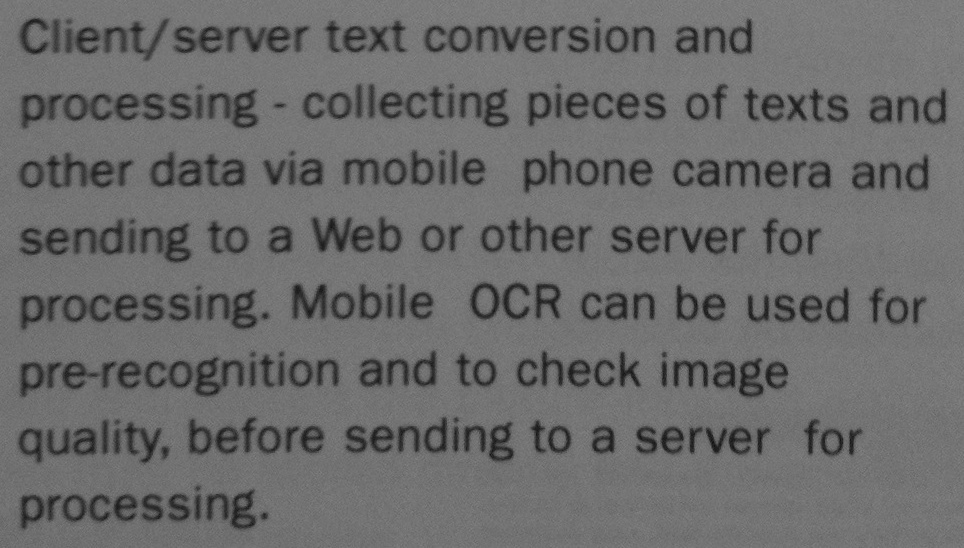 Client/server text conversion and
processing - collecting pieces of texts and
other data via mobile phone camera and
sending to a Web or other server for
processing. Mobile OCR can be used for
pre-recognition and to check image
quality, before sending to a server for
processing.